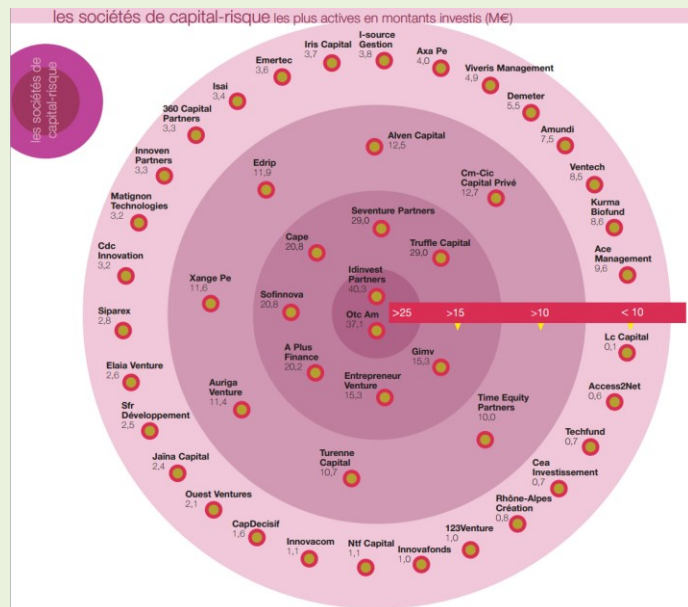 les sociétés de capital-risque les plus actives en montants investis (M€)
les sociétés de
capital-risque
I-source
Gestion
3,8
Iris Capital
3,7
Axa Pe
4,0
Emertec
3,6
Viveris Management
4,9
Isai
3,4
Demeter
5,5
360 Capital
Partners
3,3
Amundi
7,5
Alven Capital
12,5
Innoven
Partners
3,3
Edrip
11,9
Cm-Cic
Capital Privé
12,7
Ventech
8,5
Matignon
Technologies
3,2
Kurma
Biofund
8,6
Seventure Partners
29,0
Cape
20,8
Truffle Capital
29,0
Cdc
Innovation
3,2
Ace
Management
9,6
Idinvest
Partners
40,3
Xange Pe
11,6
Sofinnova
20,8
Siparex
2,8
Otc Am
37,1
>25
>15
>10
< 10
Lc Capital
0,1
A Plus
Finance
20,2
Gimv
15,3
Elaia Venture
2,6
Access2Net
0,6
Entrepreneur
Venture
15,3
Auriga
Venture
11,4
Time Equity
Partners
10,0
Sfr
Développement
2,5
Techfund
0,7
Jaïna Capital
2,4
Turenne
Capital
10,7
Cea
Investissement
0,7
Ouest Ventures
2,1
Rhône-Alpes
Création
0,8
CapDecisif
1,6
123Venture
1,0
Innovacom
1,1
Ntf Capital
1,1
Innovafonds
1,0